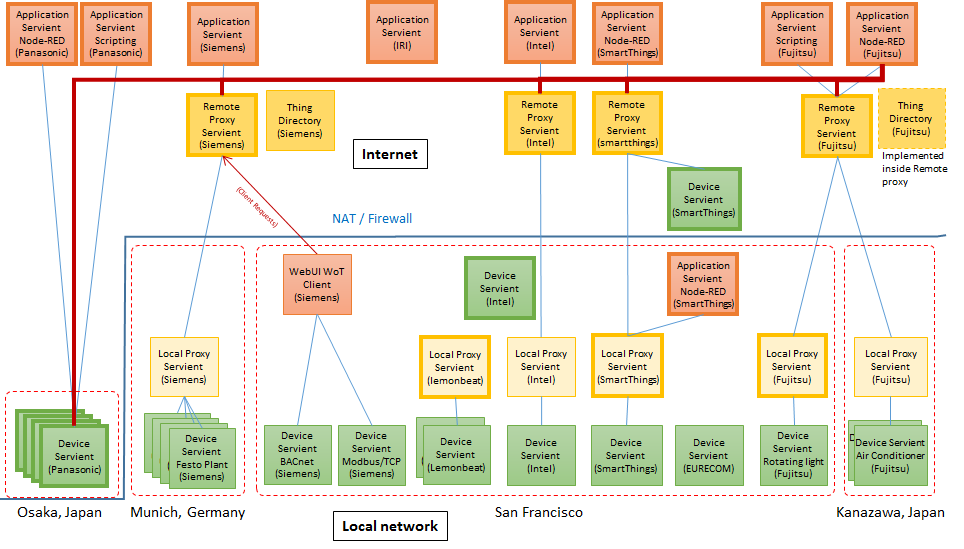 Application
Servient
Node-RED
(Panasonic)
Application
Servient
Scripting
(Panasonic)
Application
Servient
(Siemens)
Application
Servient
(IRI)
Application
Servient
(Intel)
Application
Servient
Node-RED
(SmartThings)
Application
Servient
Scripting
(Fujitsu)
Application
Servient
Node-RED
(Fujitsu)
Remote
Proxy
Servient
(Siemens)
Thing
Directory
(Siemens)
Remote
Proxy
Servient
(Intel)
Remote
Proxy
Servient
(smartthings)
Remote
Proxy
Servient
(Fujitsu)
Thing
Directory
(Fujitsu)
Implemented
inside Remote
proxy
Internet
(Client Requests)
Device
Servient
(SmartThings)
NAT / Firewall
WebUI WoT
Client
(Siemens)
Device
Servient
(Intel)
Application
Servient
Node-RED
(SmartThings)
Local Proxy
Servient
(Siemens)
Local Proxy
Servient
(lemonbeat)
Local Proxy
Servient
(Intel)
Local Proxy
Servient
(SmartThings)
Local Proxy
Servient
(Fujitsu)
Local Proxy
Servient
(Fujitsu)
Device
Servient
(Panasonic)
Device
Servient
Festo Plant
(Siemens)
Device
Servient
BACnet
(Siemens)
Device
Servient
Modbus/TCP
(Siemens)
Device
Servient
(Lemonbeat)
Device
Servient
(Intel)
Device
Servient
(SmartThings)
Device
Servient
(EURECOM)
Device
Servient
Rotating light
(Fujitsu)
Device Servient
Air Conditioner
(Fujitsu)
Osaka, Japan
Munich, Germany
San Francisco
Kanazawa, Japan
Local network